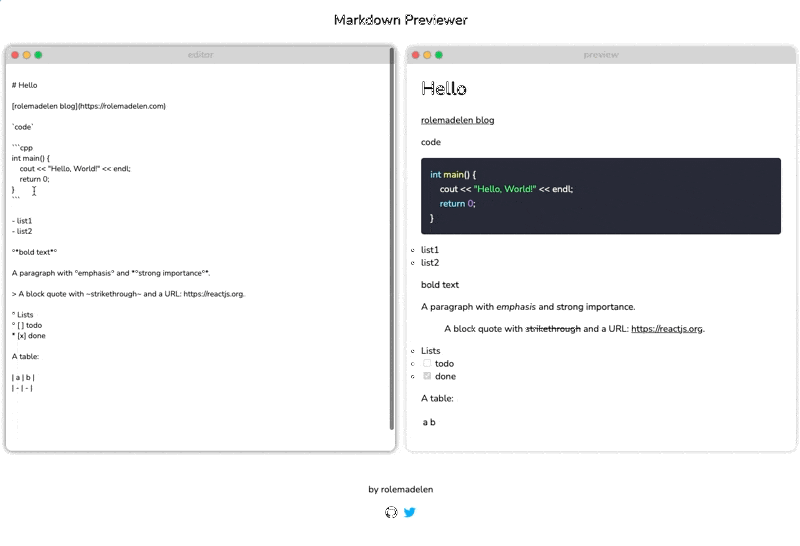 Markdown Previewer
editor
# Hello
[rolemadelen blog](https://rolemadelen.com)
`code`
```cpp
int main() {
    cout << "Hello, World!" << endl;
    return 0;
}
```
- list1
- list2
**bold text**
A paragraph with *emphasis* and **strong importance**.
> A block quote with ~strikethrough~ and a URL: https://reactjs.org.
* Lists
* [ ] todo
* [x] done
A table:
| a | b |
| - | - |
preview
Hello
rolemadelen blog
code
int main() {
    cout << "Hello, World!" << endl;
    return 0;
}
list1
list2
bold text
A paragraph with emphasis and strong importance.
A block quote with strikethrough and a URL: https://reactjs.org.
Lists
todo
done
A table:
a b
by rolemadelen